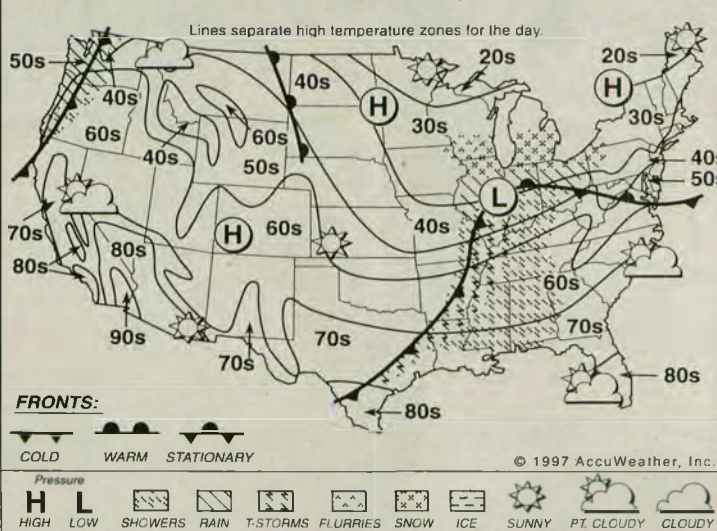 Lines separate high temperature zones for the day.
50s
20s
20s
40s
40s
H
H
30s
30s
60s
60s
40s
40s
50s
50s
L
H
60s
40s
70s
80s
80s
60s
90s
70s
70s
70s
80s
80s
FRONTS:
COLD WARM STATIONARY
© 1997 AccuWeather, Inc.
Pressure
H L
HIGH LOW SHOWERS RAIN T-STORMS FLURRIES SNOW ICE SUNNY PT. CLOUDY CLOUDY